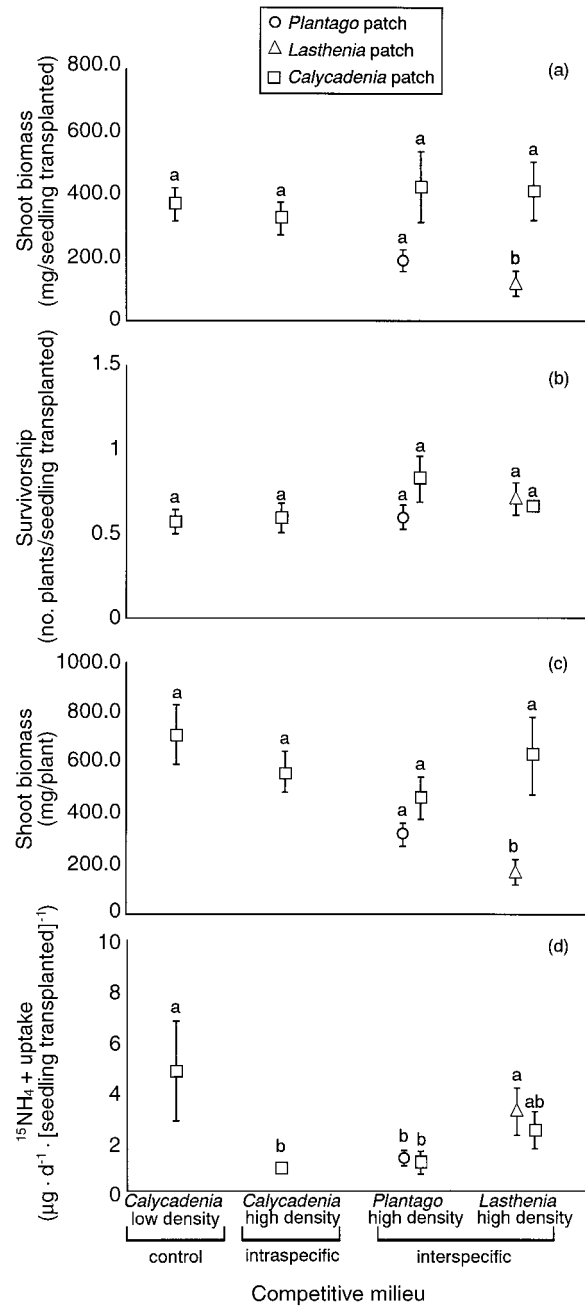 Plantago patch
Lasthenia patch
Calycadenia patch
(a)
Shoot biomass
(mg/seedling transplanted)
800.0
600.0
400.0
200.0
0
a
a
a
a
a
b
(b)
Survivorship
(no. plants/seedling transplanted)
1.5
1
0.5
0
a
a
a
a
a
a
(c)
Shoot biomass
(mg/plant)
1000.0
800.0
600.0
400.0
200.0
0
a
a
a
a
a
b
(d)
¹⁵NH₄ + uptake
(µg · d⁻¹ · [seedling transplanted]⁻¹)
10
8
6
4
2
0
a
b
b
b
a
ab
Calycadenia
low density
Calycadenia
high density
Plantago
high density
Lasthenia
high density
control
intraspecific
interspecific
Competitive milieu